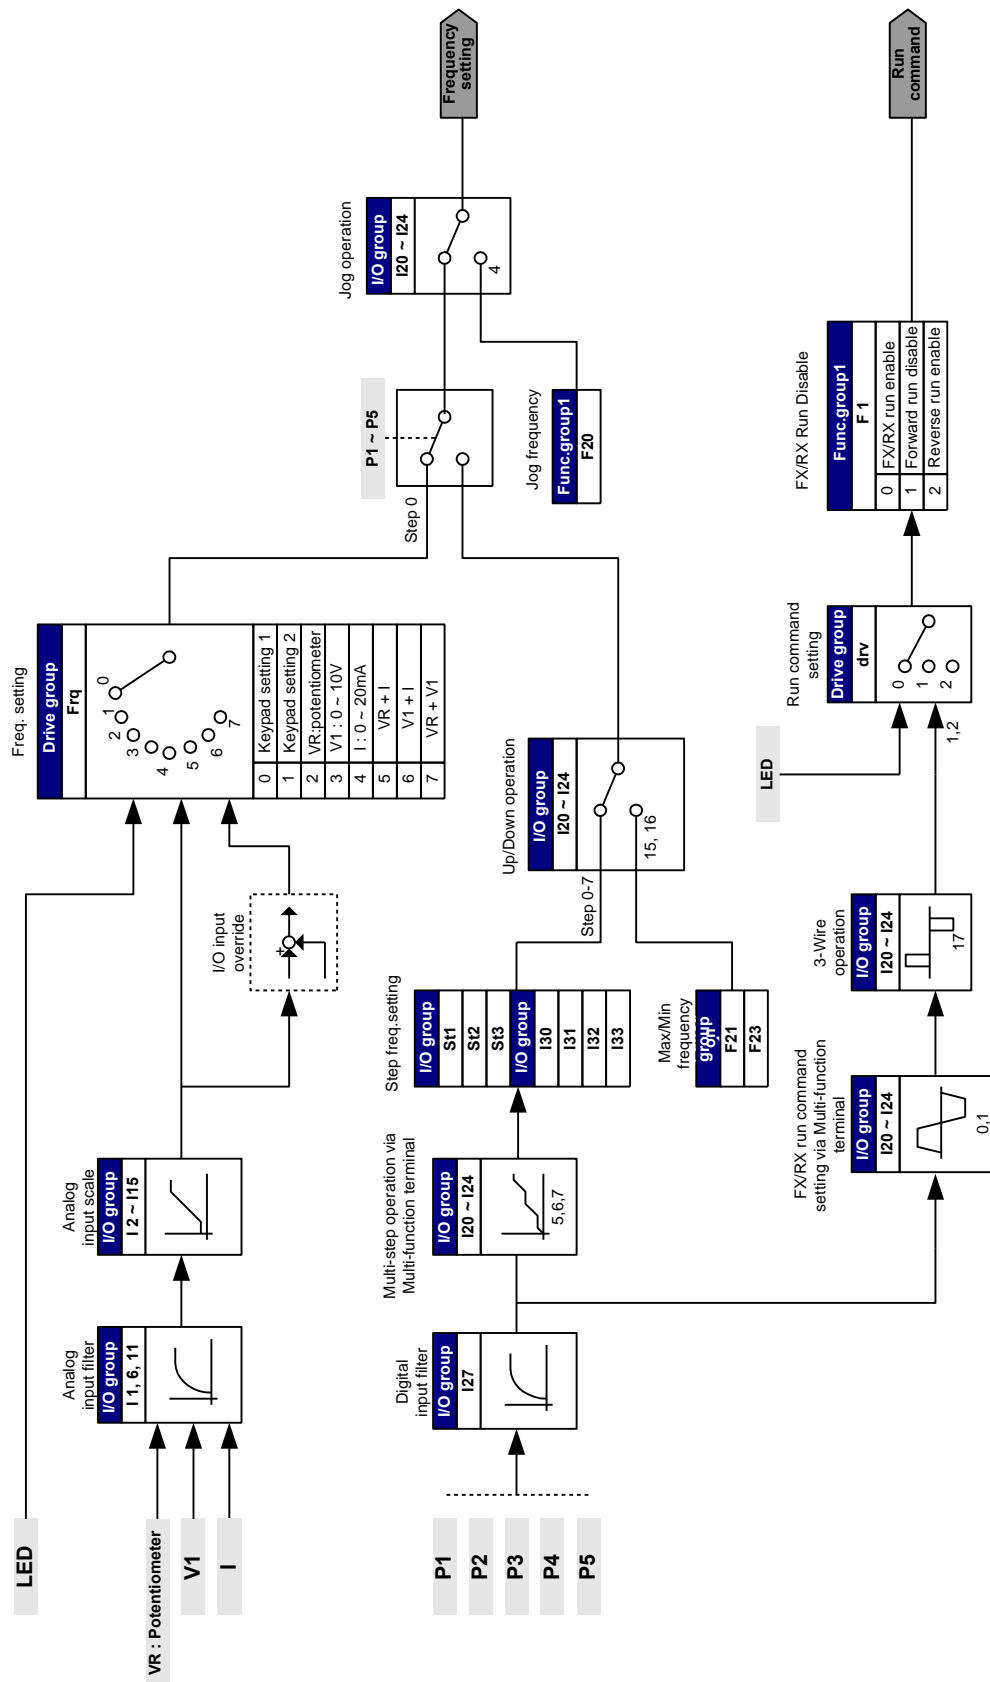 LED
VR : Potentiometer
V1
I
Analog
input filter
I/O group
I 1, 6, 11
Analog
input scale
I/O group
I 2 ~ I15
I/O input
override
+
Freq. setting
Drive group
Frq
0
1
2
3
4
5
6
7
0 Keypad setting 1
1 Keypad setting 2
2 VR:potentiometer
3 V1 : 0 ~ 10V
4 I : 0 ~ 20mA
5 VR + I
6 V1 + I
7 VR + V1
Step 0
P1 ~ P5
Jog operation
I/O group
I20 ~ I24
4
Frequency
setting
Jog frequency
Func.group1
F20
P1
P2
P3
P4
P5
Digital
input filter
I/O group
I27
Multi-step operation via
Multi-function terminal
I/O group
I20 ~ I24
5,6,7
Step freq.setting
I/O group
St1
St2
St3
I/O group
I30
I31
I32
I33
Step 0-7
Up/Down operation
I/O group
I20 ~ I24
15, 16
Max/Min
frequency
group
F21
F23
FX/RX run command
setting via Multi-function
terminal
I/O group
I20 ~ I24
0,1
3-Wire
operation
I/O group
I20 ~ I24
17
LED
1,2
Run command
setting
Drive group
drv
0
1
2
FX/RX Run Disable
Func.group1
F 1
0 FX/RX run enable
1 Forward run disable
2 Reverse run enable
Run
command